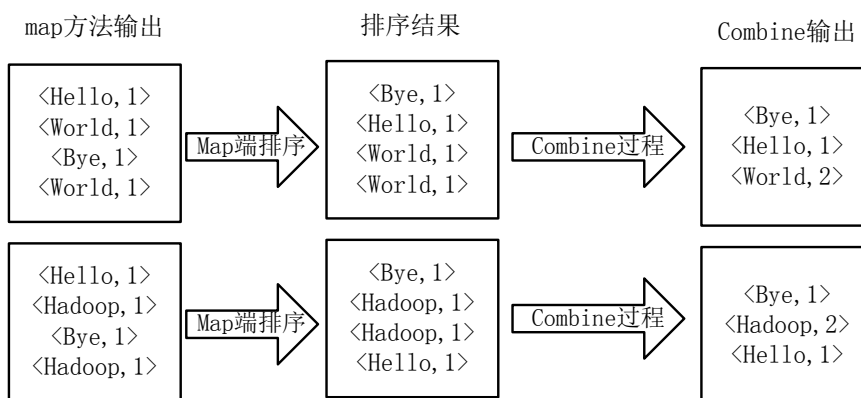 map方法输出
排序结果
Combine输出
<Hello,1>
<World,1>
<Bye,1>
<World,1>
Map端排序
<Bye,1>
<Hello,1>
<World,1>
<World,1>
Combine过程
<Bye,1>
<Hello,1>
<World,2>
<Hello,1>
<Hadoop,1>
<Bye,1>
<Hadoop,1>
Map端排序
<Bye,1>
<Hadoop,1>
<Hadoop,1>
<Hello,1>
Combine过程
<Bye,1>
<Hadoop,2>
<Hello,1>